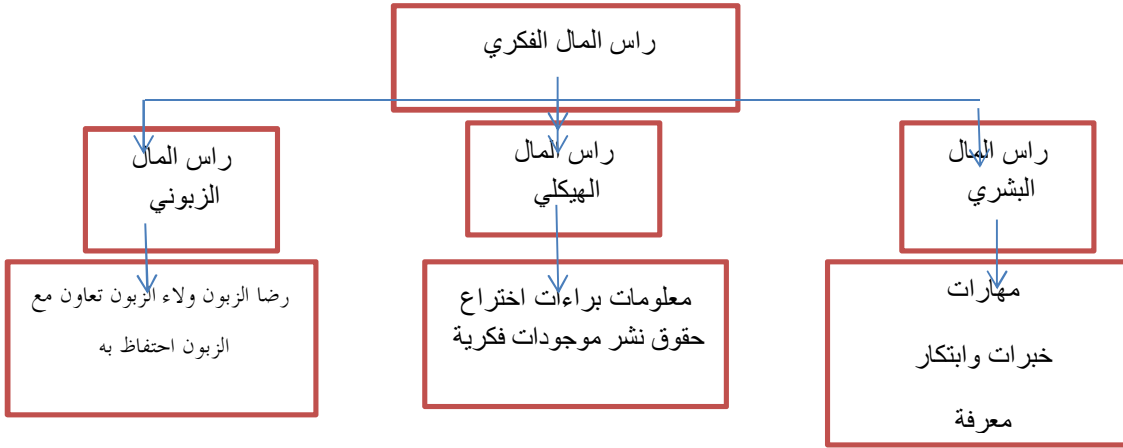 راس المال الفكري
راس المال
البشري
راس المال
الهيكلي
راس المال
الزبوني
مهارات
خبرات وابتكار
معرفة
معلومات براءات اختراع
حقوق نشر موجودات فكرية
رضا الزبون ولاء الزبون تعاون مع
الزبون احتفاظ به